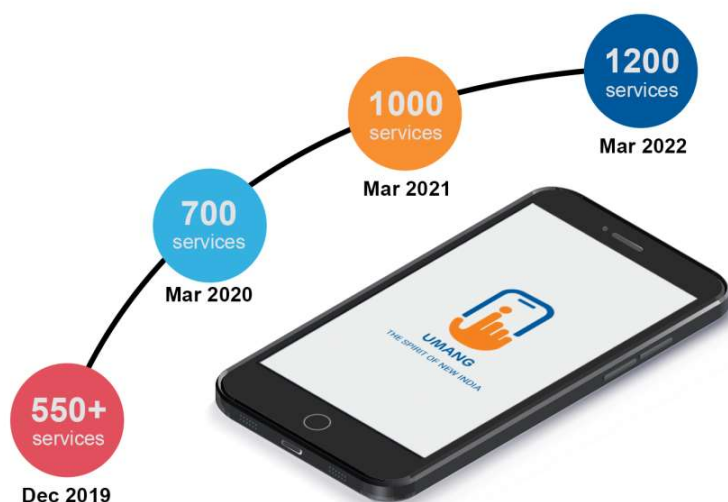 1200
services
Mar 2022
1000
services
Mar 2021
700
services
Mar 2020
550+
services
Dec 2019
UMANG
THE SPIRIT OF NEW INDIA